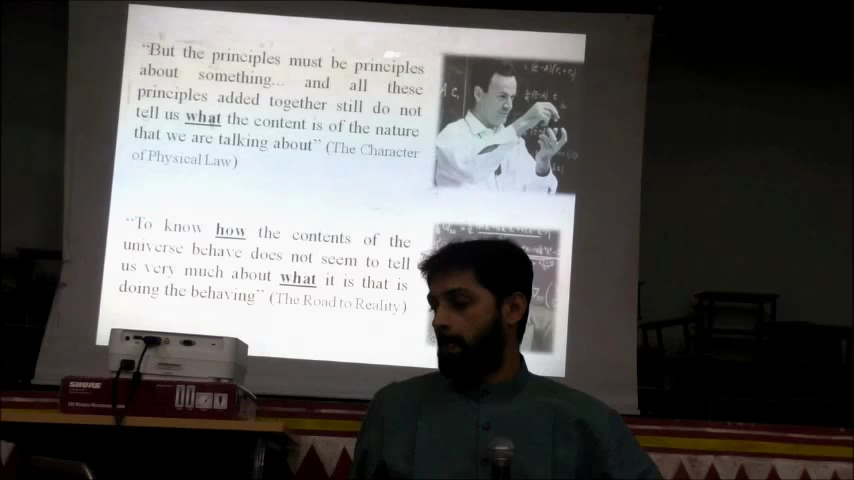 “But the principles must be principles
about something... and all these
principles added together still do not
tell us what the content is of the nature
that we are talking about” (The Character
of Physical Law)
“To know how the contents of the
universe behave does not seem to tell
us very much about what it is that is
doing the behaving” (The Road to Reality)
SHURE